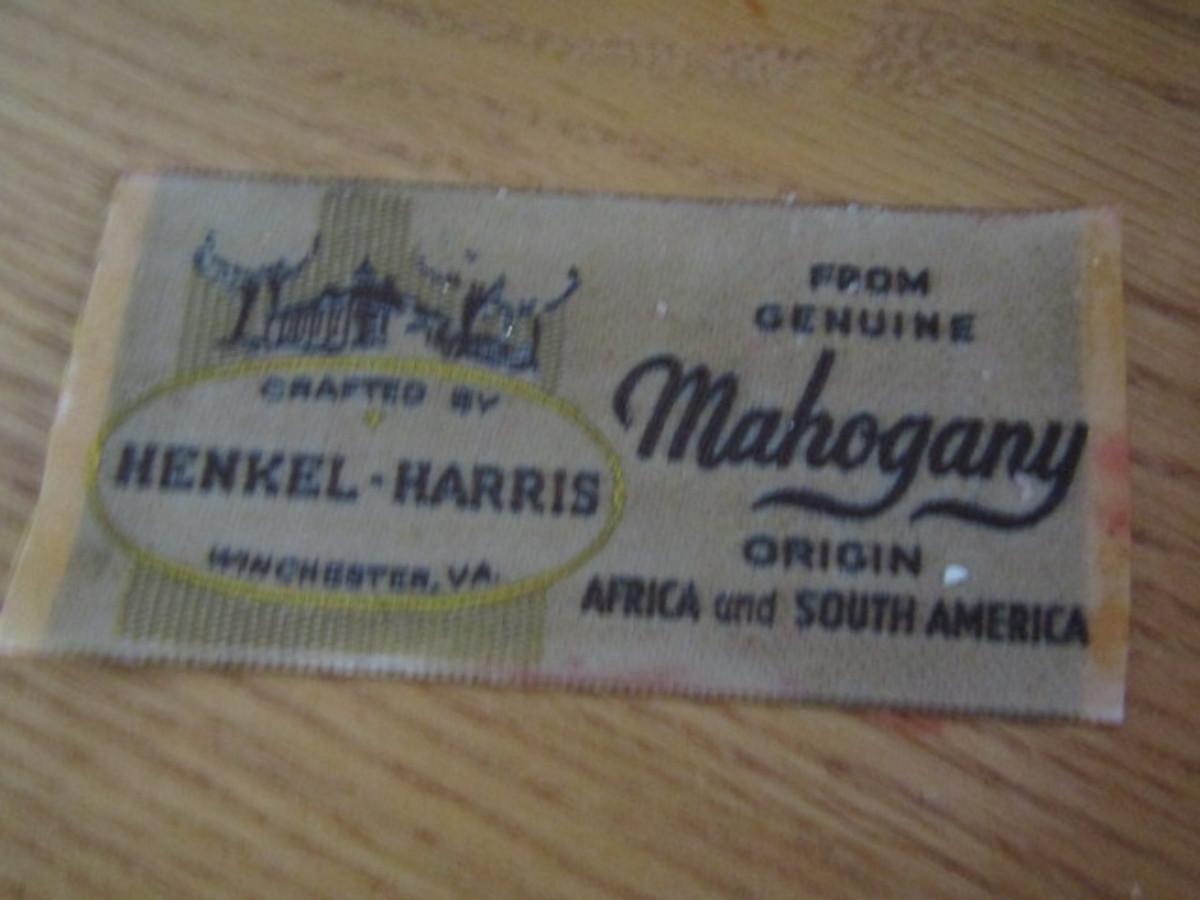 CRAFTED BY
HENKEL-HARRIS
WINCHESTER, VA.
FROM
GENUINE
Mahogany
ORIGIN
AFRICA and SOUTH AMERICA